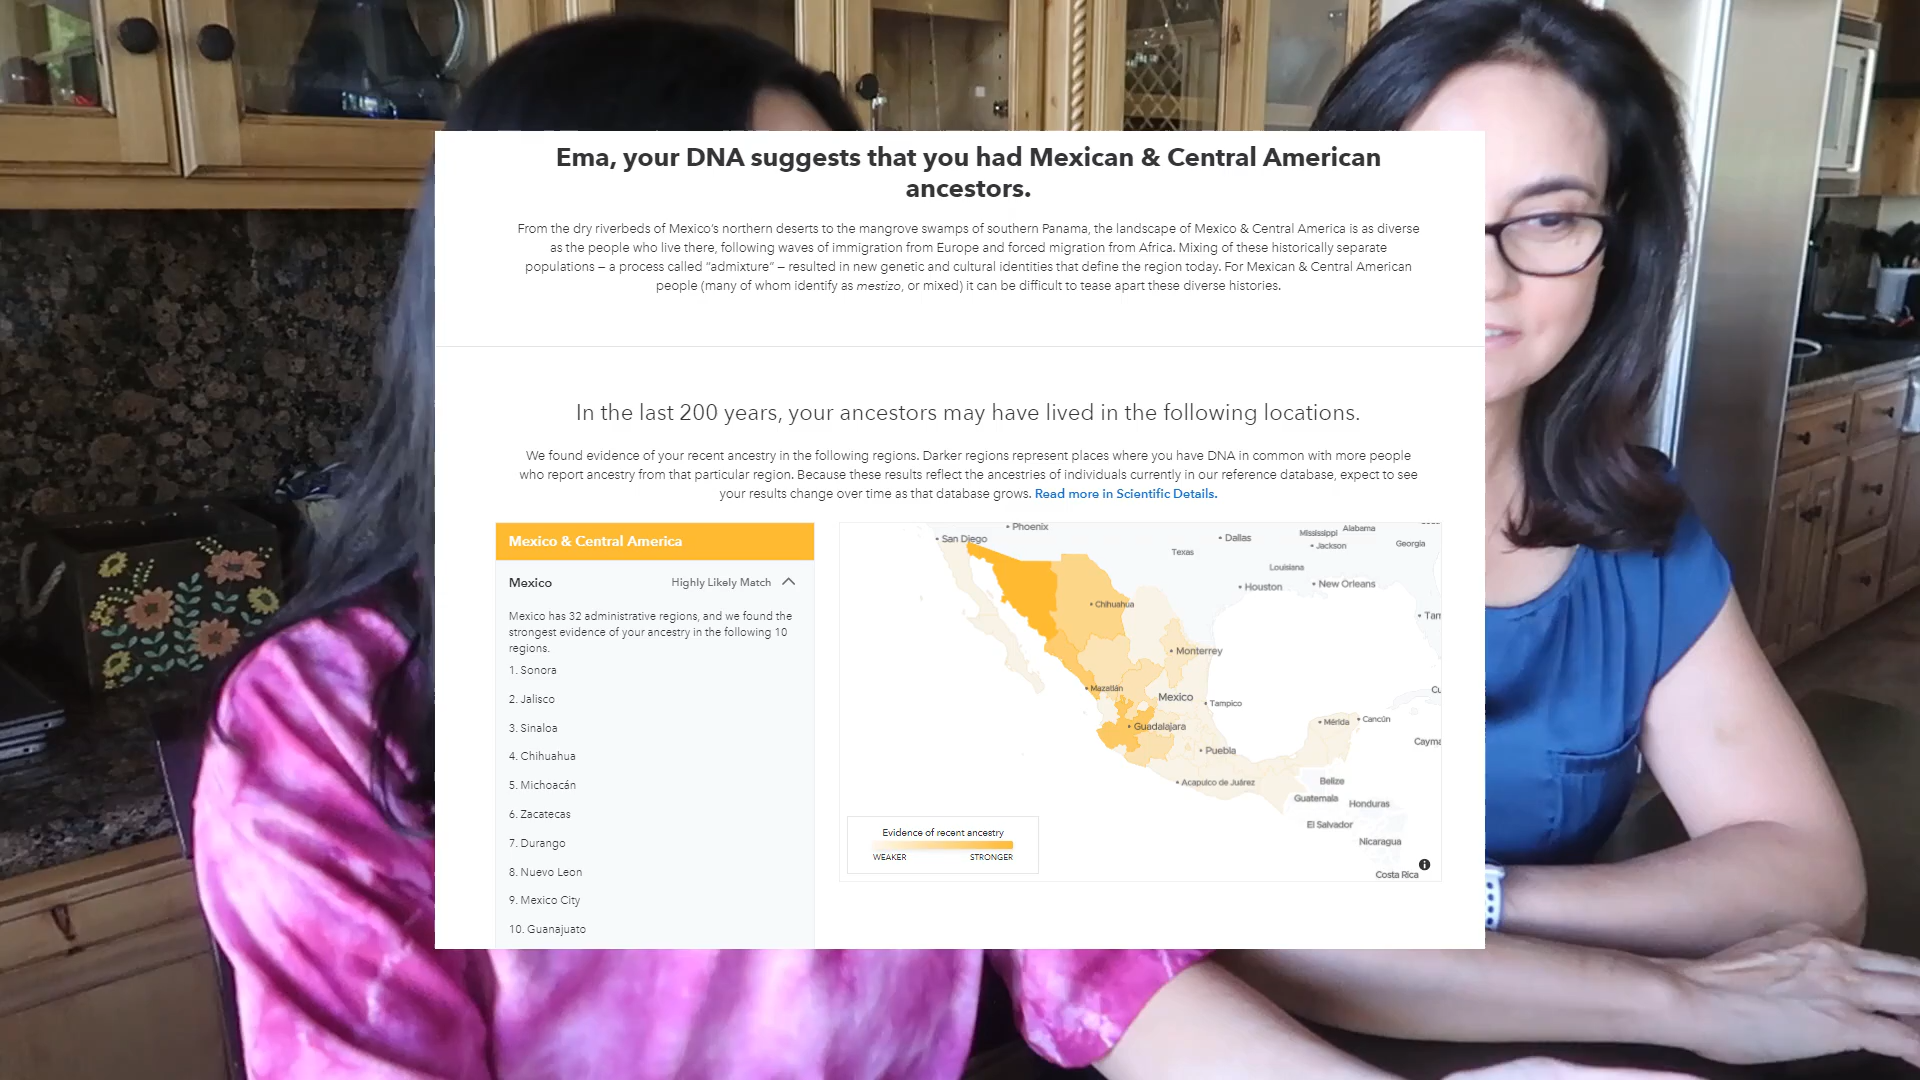 Ema, your DNA suggests that you had Mexican & Central American
ancestors.
From the dry riverbeds of Mexico's northern deserts to the mangrove swamps of southern Panama, the landscape of Mexico & Central America is as diverse
as the people who live there, following waves of immigration from Europe and forced migration from Africa. Mixing of these historically separate
populations – a process called "admixture" – resulted in new genetic and cultural identities that define the region today. For Mexican & Central American
people (many of whom identify as mestizo, or mixed) it can be difficult to tease apart these diverse histories.
In the last 200 years, your ancestors may have lived in the following locations.
We found evidence of your recent ancestry in the following regions. Darker regions represent places where you have DNA in common with more people
who report ancestry from that particular region. Because these results reflect the ancestries of individuals currently in our reference database, expect to see
your results change over time as that database grows. Read more in Scientific Details.
Mexico & Central America
Mexico Highly Likely Match
Mexico has 32 administrative regions, and we found the
strongest evidence of your ancestry in the following 10
regions.
1. Sonora
2. Jalisco
3. Sinaloa
4. Chihuahua
5. Michoacán
6. Zacatecas
7. Durango
8. Nuevo Leon
9. Mexico City
10. Guanajuato
Phoenix
San Diego
Dallas
Mississippi
Alabama
Jackson
Georgia
Texas
Louisiana
Houston
New Orleans
Chihuahua
Tam
Monterrey
Mazatlán
Mexico
Tampico
Cu
Guadalajara
Mérida
Cancún
Puebla
Cayma
Acapulco de Juárez
Belize
Guatemala
Honduras
El Salvador
Nicaragua
Costa Rica
Evidence of recent ancestry
WEAKER STRONGER